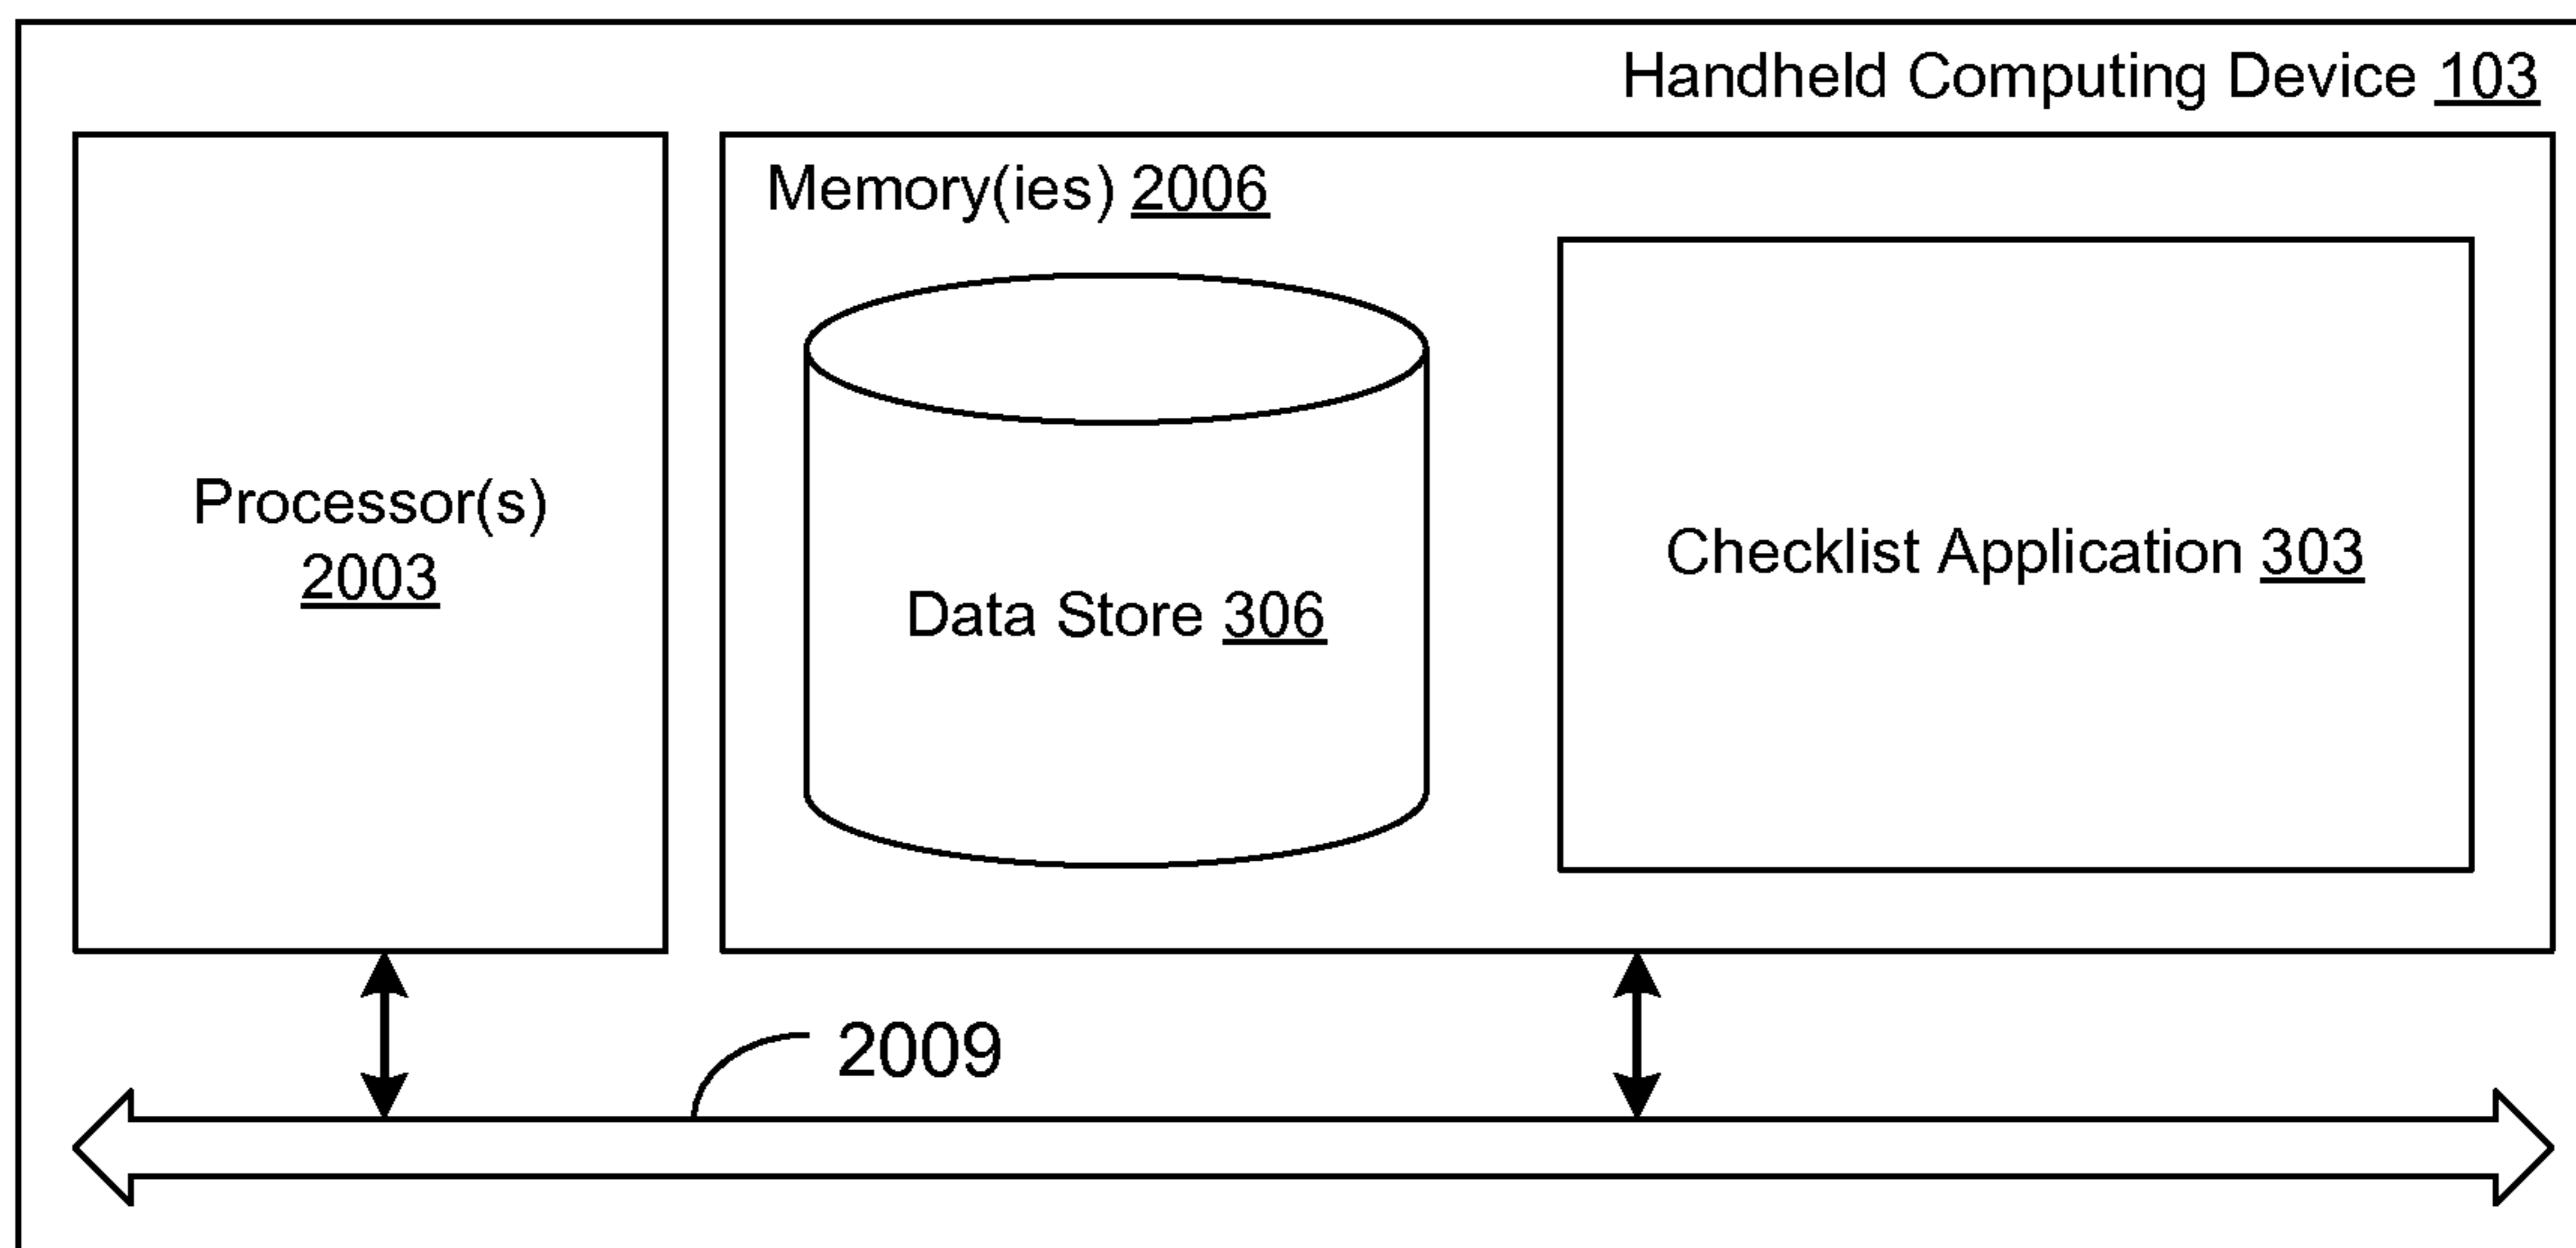 Handheld Computing Device 103
Memory(ies) 2006
Processor(s)
2003
Data Store 306
Checklist Application 303
2009